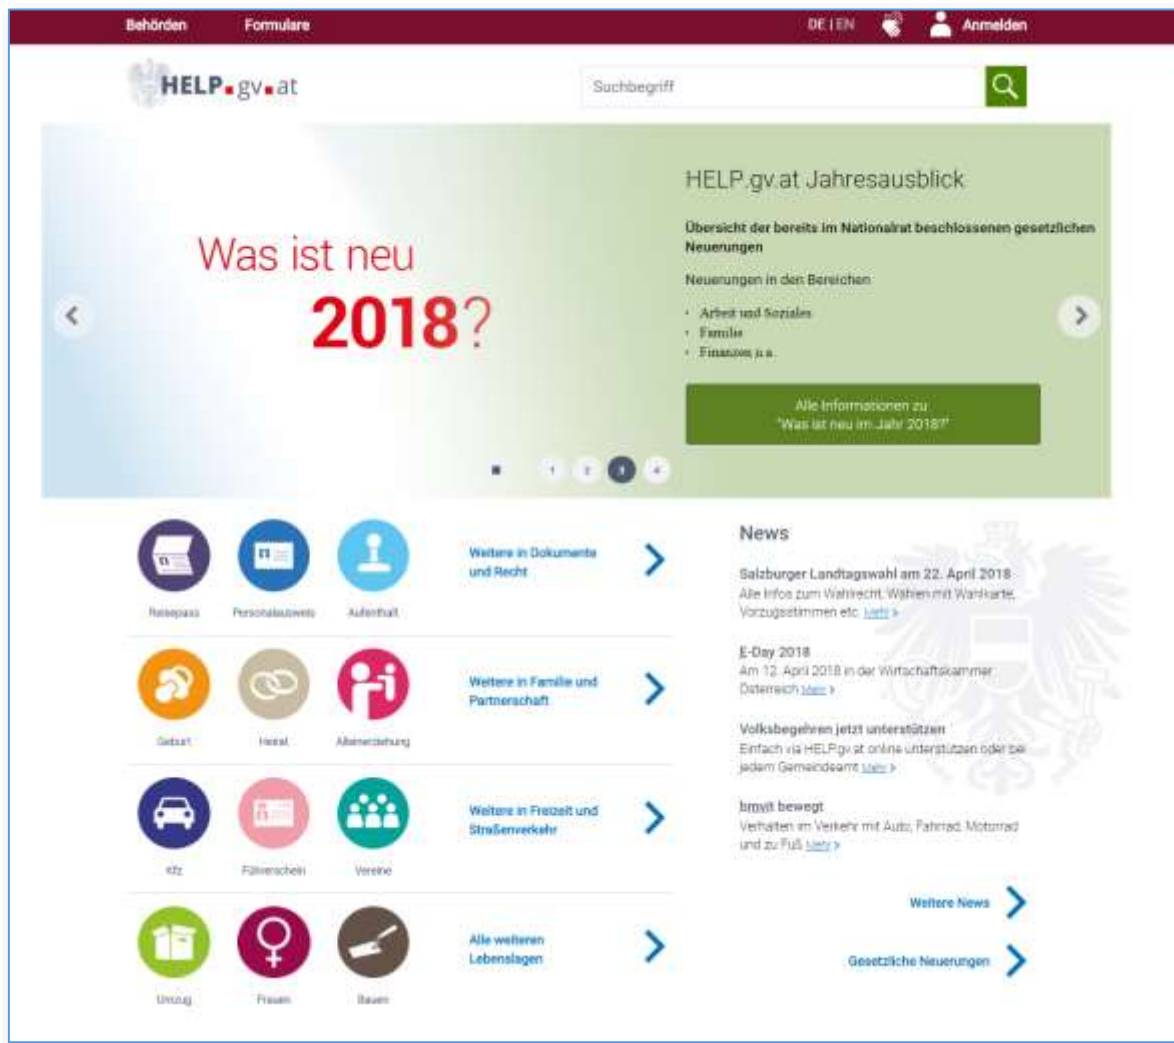 Behörden Formulare DE | EN Anmelden
HELP.gv.at
Suchbegriff
Was ist neu
2018?
HELP.gv.at Jahresausblick
Übersicht der bereits im Nationalrat beschlossenen gesetzlichen
Neuerungen
Neuerungen in den Bereichen
• Arbeit und Soziales
• Familie
• Finanzen u.a.
Alle Informationen zu
"Was ist neu im Jahr 2018?"
1 2 3 4
Reisepass Personalausweis Aufenthalt
Weitere in Dokumente
und Recht
Geburt Heirat Alleinerziehung
Weitere in Familie und
Partnerschaft
Kfz Führerschein Vereine
Weitere in Freizeit und
Straßenverkehr
Umzug Frauen Bauen
Alle weiteren
Lebenslagen
News
Salzburger Landtagswahl am 22. April 2018
Alle Infos zum Wahlrecht, Wählen mit Wahlkarte,
Vorzugsstimmen etc. Mehr >
E-Day 2018
Am 12. April 2018 in der Wirtschaftskammer
Österreich Mehr >
Volksbegehren jetzt unterstützen
Einfach via HELP.gv.at online unterstützen oder bei
jedem Gemeindeamt Mehr >
bmvit bewegt
Verhalten im Verkehr mit Auto, Fahrrad, Motorrad
und zu Fuß Mehr >
Weitere News
Gesetzliche Neuerungen